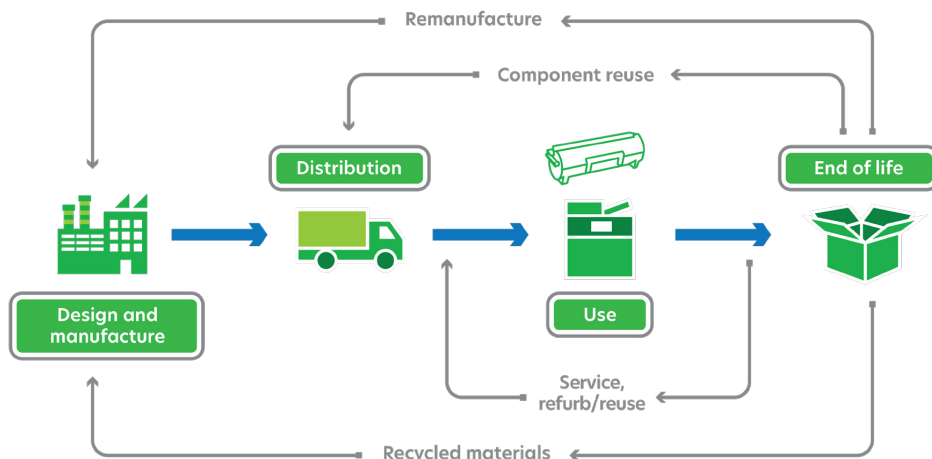 Remanufacture
Component reuse
Distribution
End of life
Design and
manufacture
Use
Service,
refurb/reuse
Recycled materials